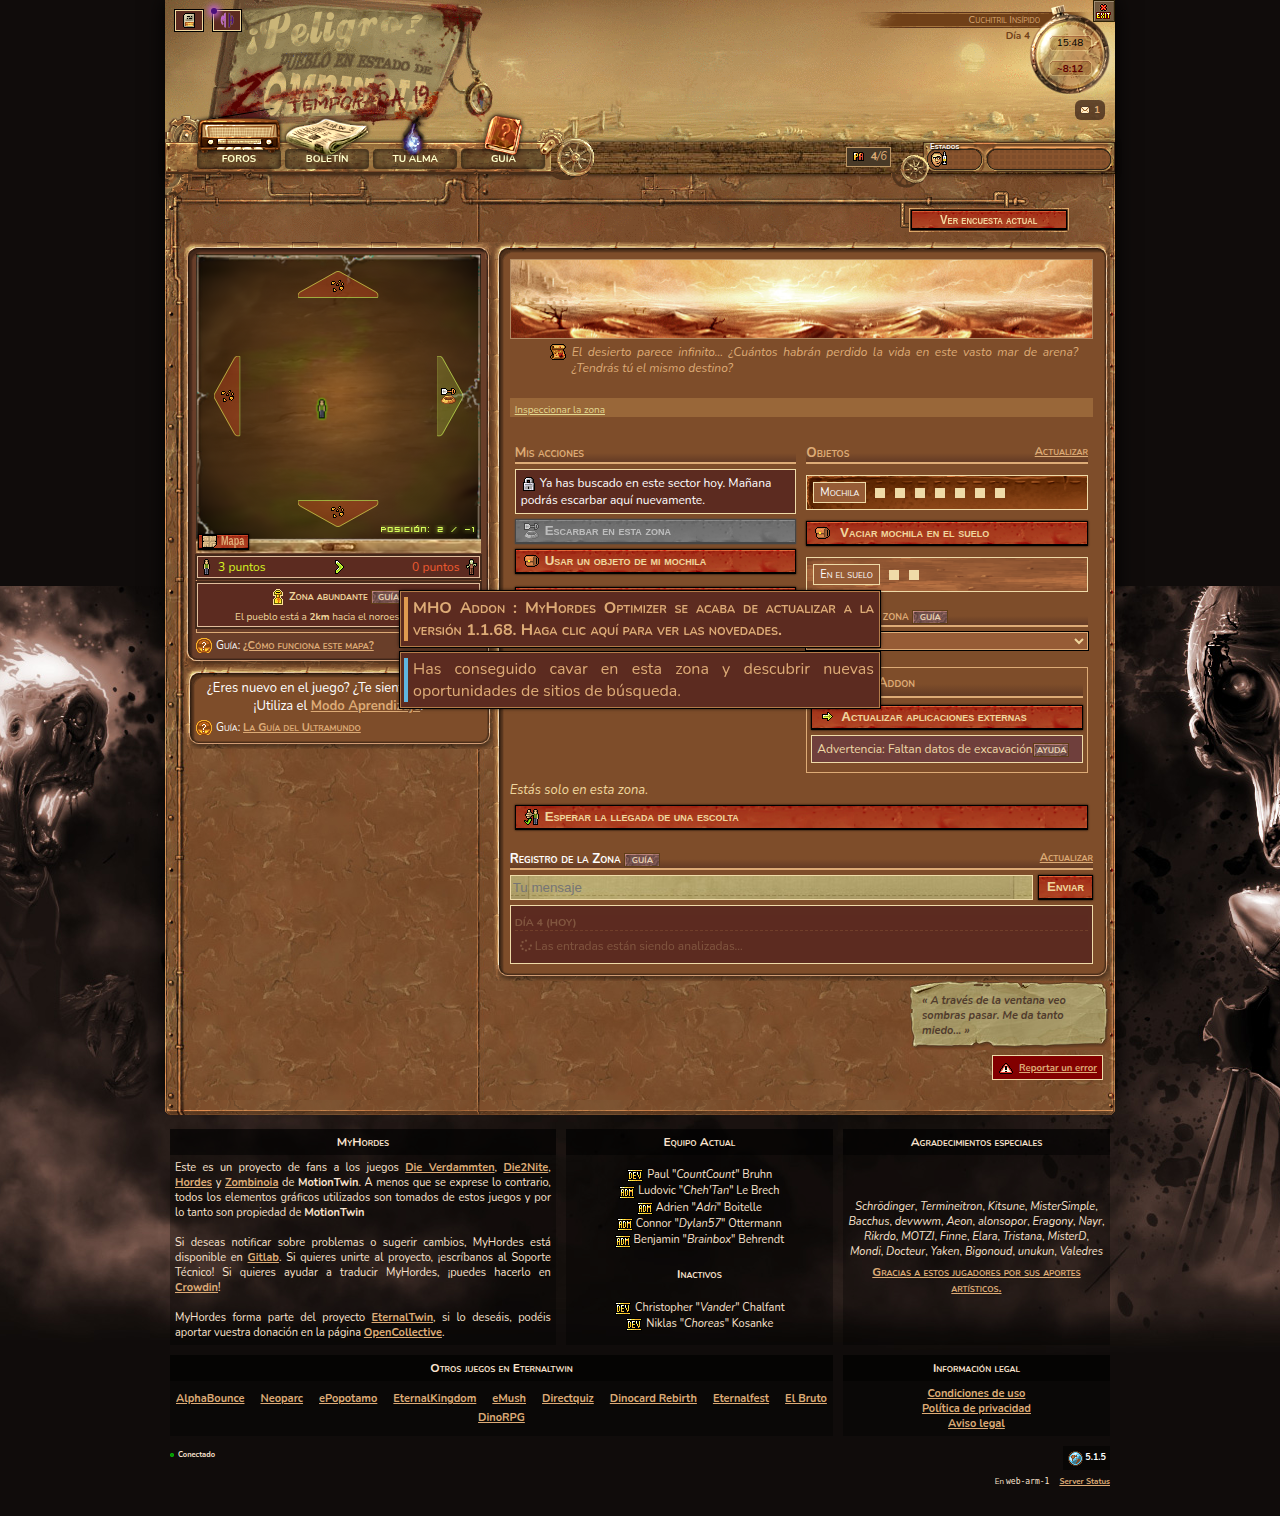 ¡Peligro!
PUEBLO EN ESTADO DE
ZOMBINOIA
TEMPORADA 19
Cuchitril Insípido
EXIT
Día 4
15:48
~8:12
1
FOROS
BOLETÍN
TU ALMA
GUIA
PA 4/6
Estados
Ver encuesta actual
El desierto parece infinito... ¿Cuántos habrán perdido la vida en este vasto mar de arena?
¿Tendrás tú el mismo destino?
Inspeccionar la zona
posición: 2 / -1
Mapa
3 puntos
0 puntos
Zona abundante GUÍA
El pueblo está a 2km hacia el noroes
Guía: ¿Cómo funciona este mapa?
¿Eres nuevo en el juego? ¿Te sient
¡Utiliza el Modo Aprendizaje!
Guía: La Guía del Ultramundo
Mis acciones
Ya has buscado en este sector hoy. Mañana
podrás escarbar aquí nuevamente.
Escarbar en esta zona
Usar un objeto de mi mochila
Objetos
Actualizar
Mochila
Vaciar mochila en el suelo
En el suelo
zona GUÍA
MHO Addon : MyHordes Optimizer se acaba de actualizar a la
versión 1.1.68. Haga clic aquí para ver las novedades.
Has conseguido cavar en esta zona y descubrir nuevas
oportunidades de sitios de búsqueda.
Addon
Actualizar aplicaciones externas
Advertencia: Faltan datos de excavación AYUDA
Estás solo en esta zona.
Esperar la llegada de una escolta
Registro de la Zona GUÍA
Actualizar
Tu mensaje
Enviar
DÍA 4 (HOY)
Las entradas están siendo analizadas...
« A través de la ventana veo
sombras pasar. Me da tanto
miedo... »
Reportar un error
MyHordes
Este es un proyecto de fans a los juegos Die Verdammten, Die2Nite,
Hordes y Zombinoia de MotionTwin. A menos que se exprese lo contrario,
todos los elementos gráficos utilizados son tomados de estos juegos y por
lo tanto son propiedad de MotionTwin
Si deseas notificar sobre problemas o sugerir cambios, MyHordes está
disponible en Gitlab. Si quieres unirte al proyecto, ¡escríbanos al Soporte
Técnico! Si quieres ayudar a traducir MyHordes, ¡puedes hacerlo en
Crowdin!
MyHordes forma parte del proyecto EternalTwin, si lo deseáis, podéis
aportar vuestra donación en la página OpenCollective.
Equipo Actual
DEV Paul "CountCount" Bruhn
ADM Ludovic "Cheh'Tan" Le Brech
ADM Adrien "Adri" Boitelle
ADM Connor "Dylan57" Ottermann
ADM Benjamin "Brainbox" Behrendt
Inactivos
DEV Christopher "Vander" Chalfant
DEV Niklas "Choreas" Kosanke
Agradecimientos especiales
Schrödinger, Termineitron, Kitsune, MisterSimple,
Bacchus, devwwm, Aeon, alonsopor, Eragony, Nayr,
Rikrdo, MOTZI, Finne, Elara, Tristana, MisterD,
Mondi, Docteur, Yaken, Bigonoud, unukun, Valedres
Gracias a estos jugadores por sus aportes
artísticos.
Otros juegos en Eternaltwin
AlphaBounce Neoparc ePopotamo EternalKingdom eMush Directquiz Dinocard Rebirth Eternalfest El Bruto
DinoRPG
Información legal
Condiciones de uso
Política de privacidad
Aviso legal
Conectado
5.1.5
En web-arm-1 Server Status